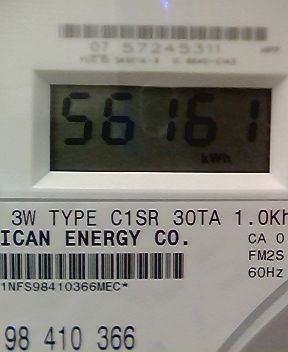 07 57245311
56161
kWh
3W TYPE C1SR 30TA 1.0Kh
ICAN ENERGY CO.
CA 0
FM2S
60Hz
1NFS98410366MEC*
98 410 366